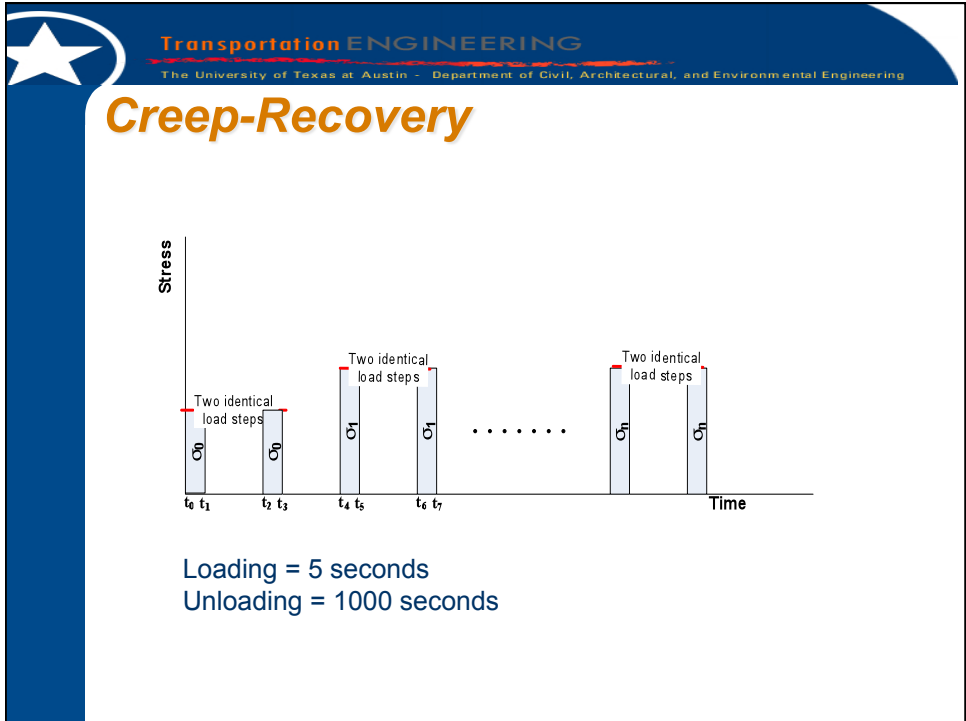 Transportation ENGINEERING
The University of Texas at Austin - Department of Civil, Architectural, and Environmental Engineering
Creep-Recovery
Stress
Two identical
load steps
Two identical
load steps
Two identical
load steps
σ0
σ0
σ1
σ1
. . . . . . .
σn
σn
t0 t1
t2 t3
t4 t5
t6 t7
Time
Loading = 5 seconds
Unloading = 1000 seconds